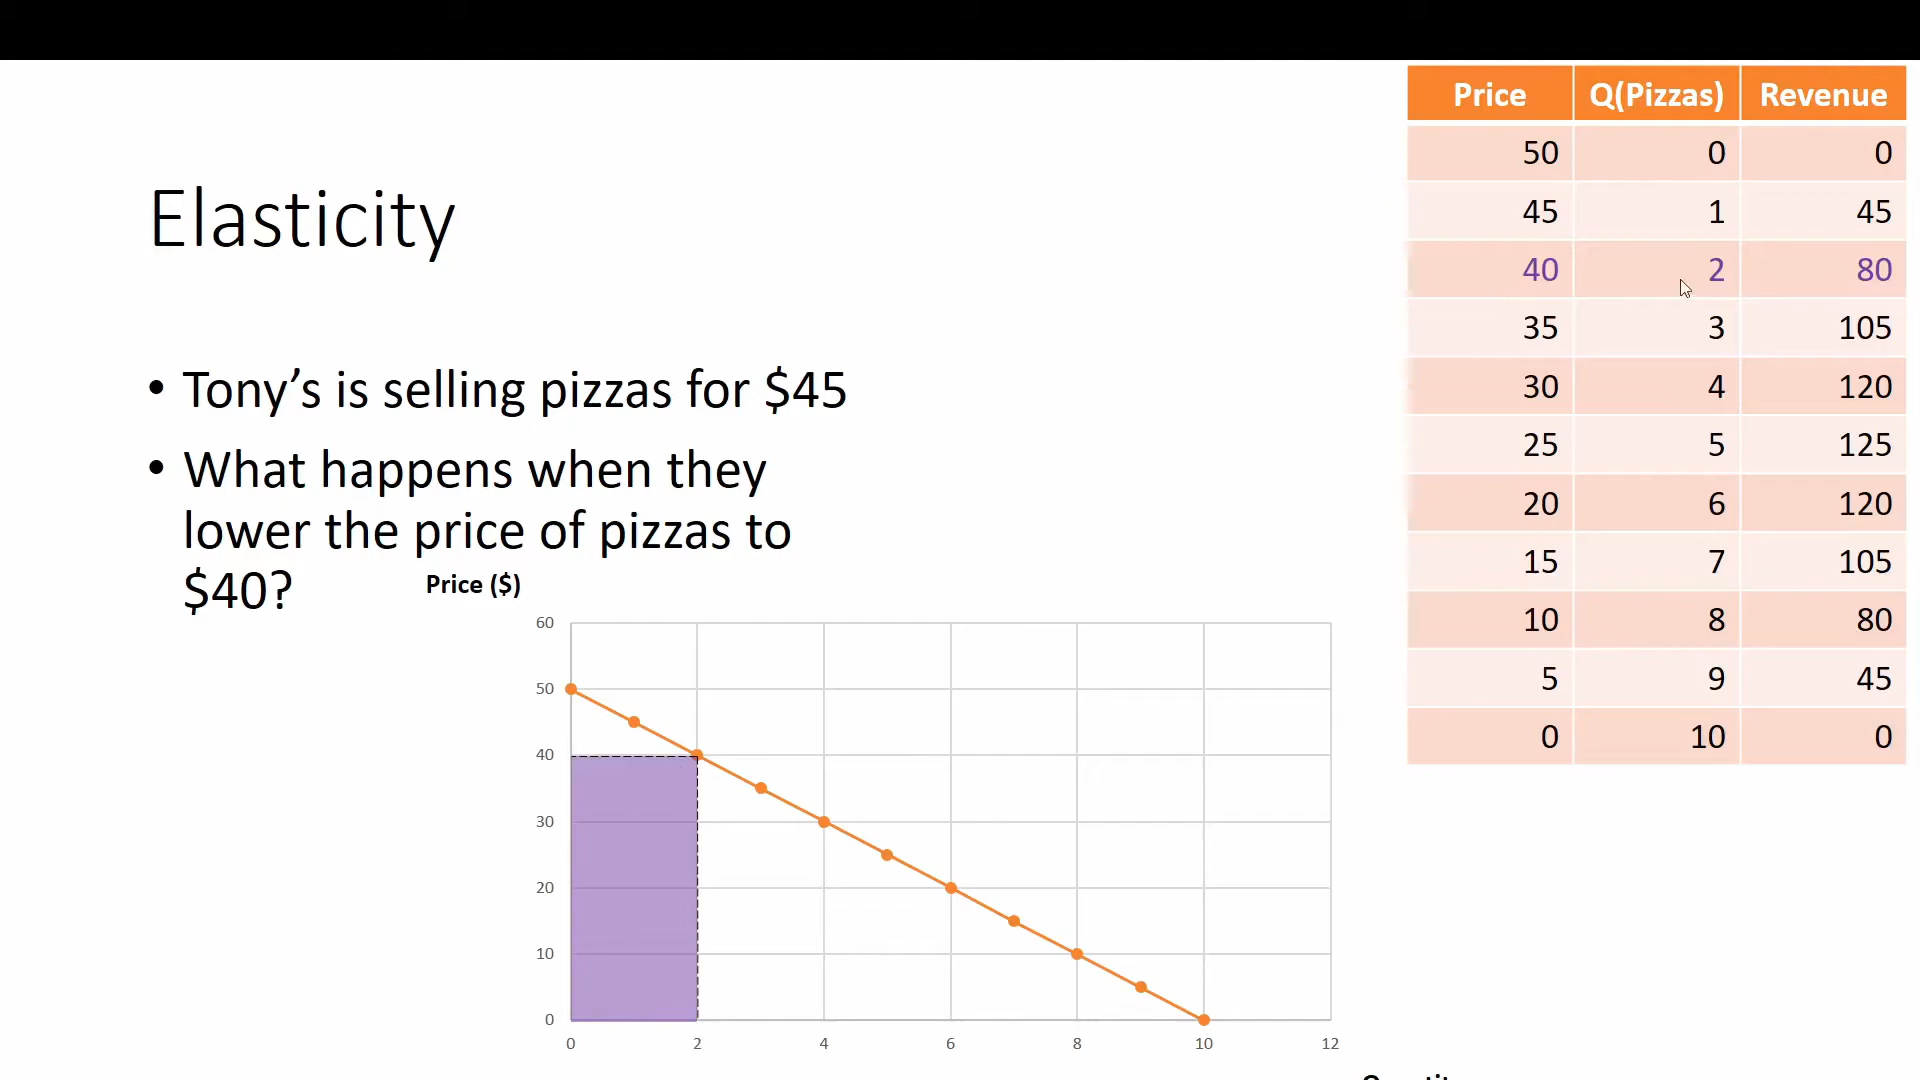 Elasticity
• Tony’s is selling pizzas for $45
• What happens when they
lower the price of pizzas to
$40?
Price Q(Pizzas) Revenue
50 0 0
45 1 45
40 2 80
35 3 105
30 4 120
25 5 125
20 6 120
15 7 105
10 8 80
5 9 45
0 10 0
Price ($)
60
50
40
30
20
10
0
0 2 4 6 8 10 12